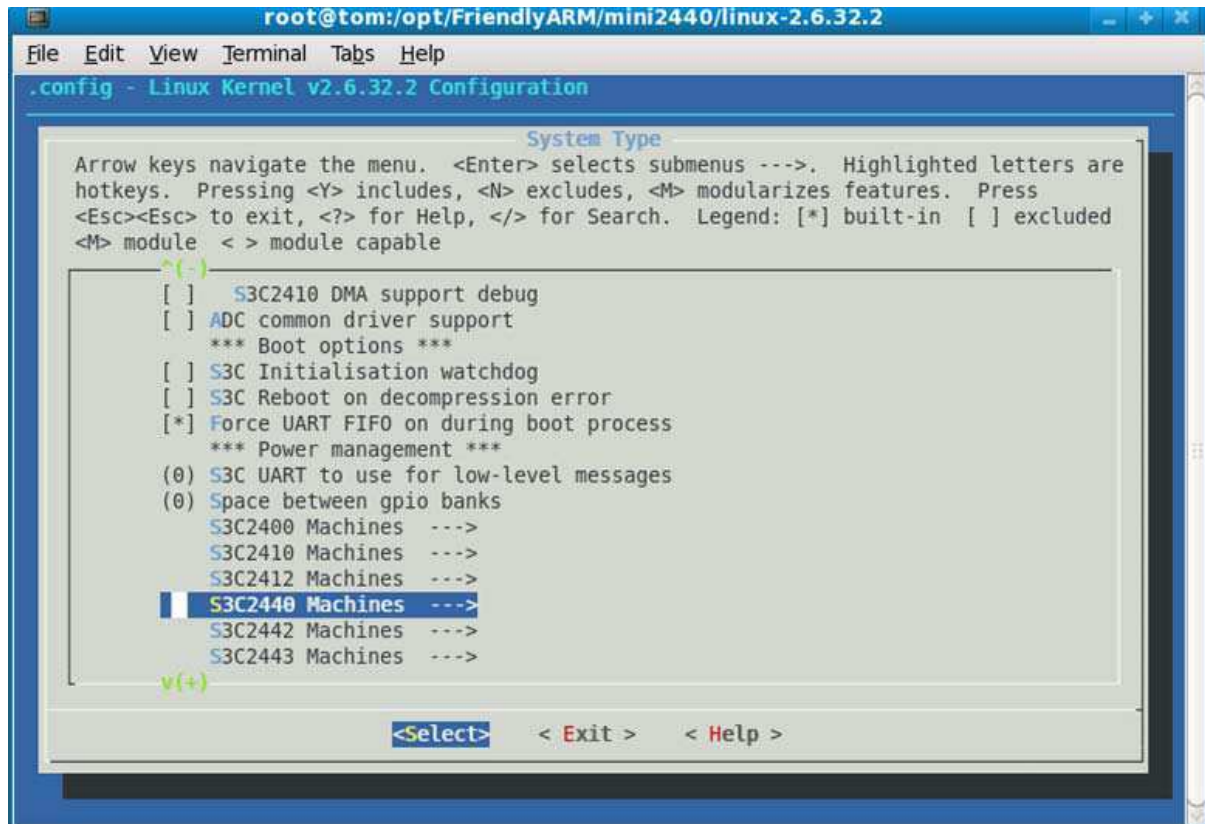 root@tom:/opt/FriendlyARM/mini2440/linux-2.6.32.2
File Edit View Terminal Tabs Help
.config - Linux Kernel v2.6.32.2 Configuration
System Type
Arrow keys navigate the menu. <Enter> selects submenus --->. Highlighted letters are
hotkeys. Pressing <Y> includes, <N> excludes, <M> modularizes features. Press
<Esc><Esc> to exit, <?> for Help, </> for Search. Legend: [*] built-in [ ] excluded
<M> module < > module capable
^(-)
[ ] S3C2410 DMA support debug
[ ] ADC common driver support
*** Boot options ***
[ ] S3C Initialisation watchdog
[ ] S3C Reboot on decompression error
[*] Force UART FIFO on during boot process
*** Power management ***
(0) S3C UART to use for low-level messages
(0) Space between gpio banks
S3C2400 Machines --->
S3C2410 Machines --->
S3C2412 Machines --->
S3C2440 Machines --->
S3C2442 Machines --->
S3C2443 Machines --->
v(+)
<Select> < Exit > < Help >